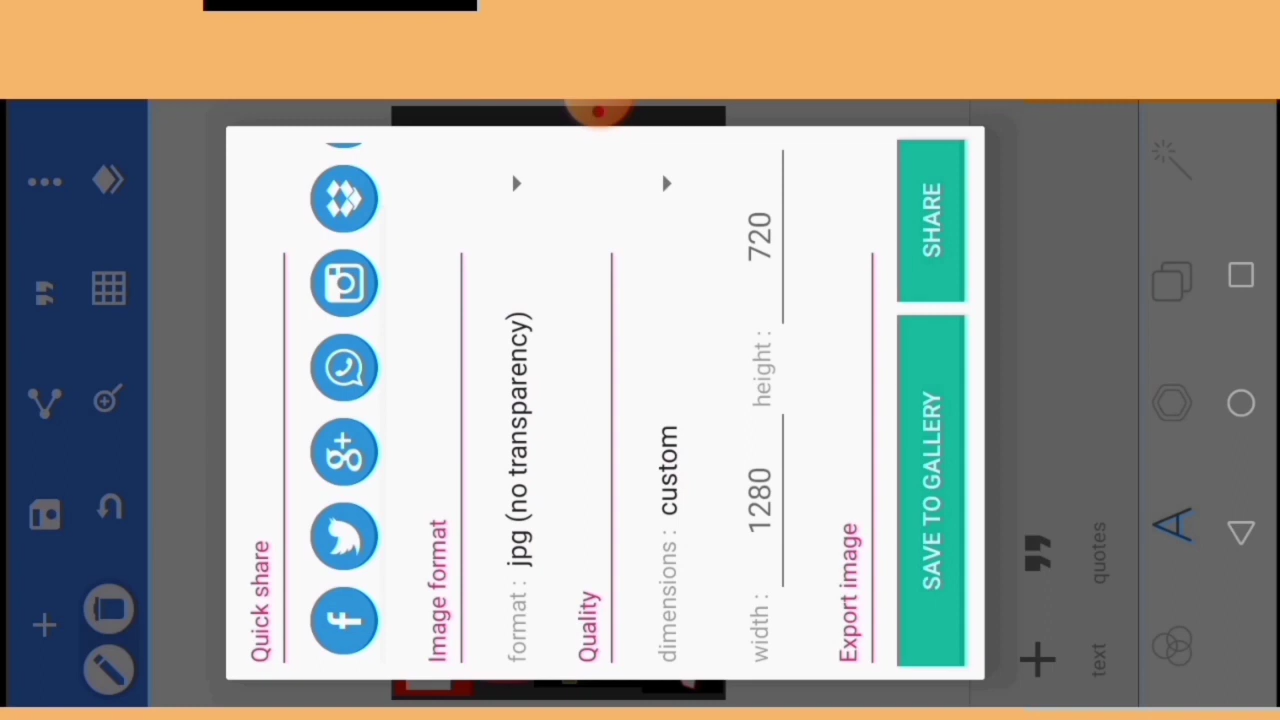 Quick share
Image format
format : jpg (no transparency)
Quality
dimensions : custom
width : 1280 height : 720
Export image
SAVE TO GALLERY SHARE
text quotes